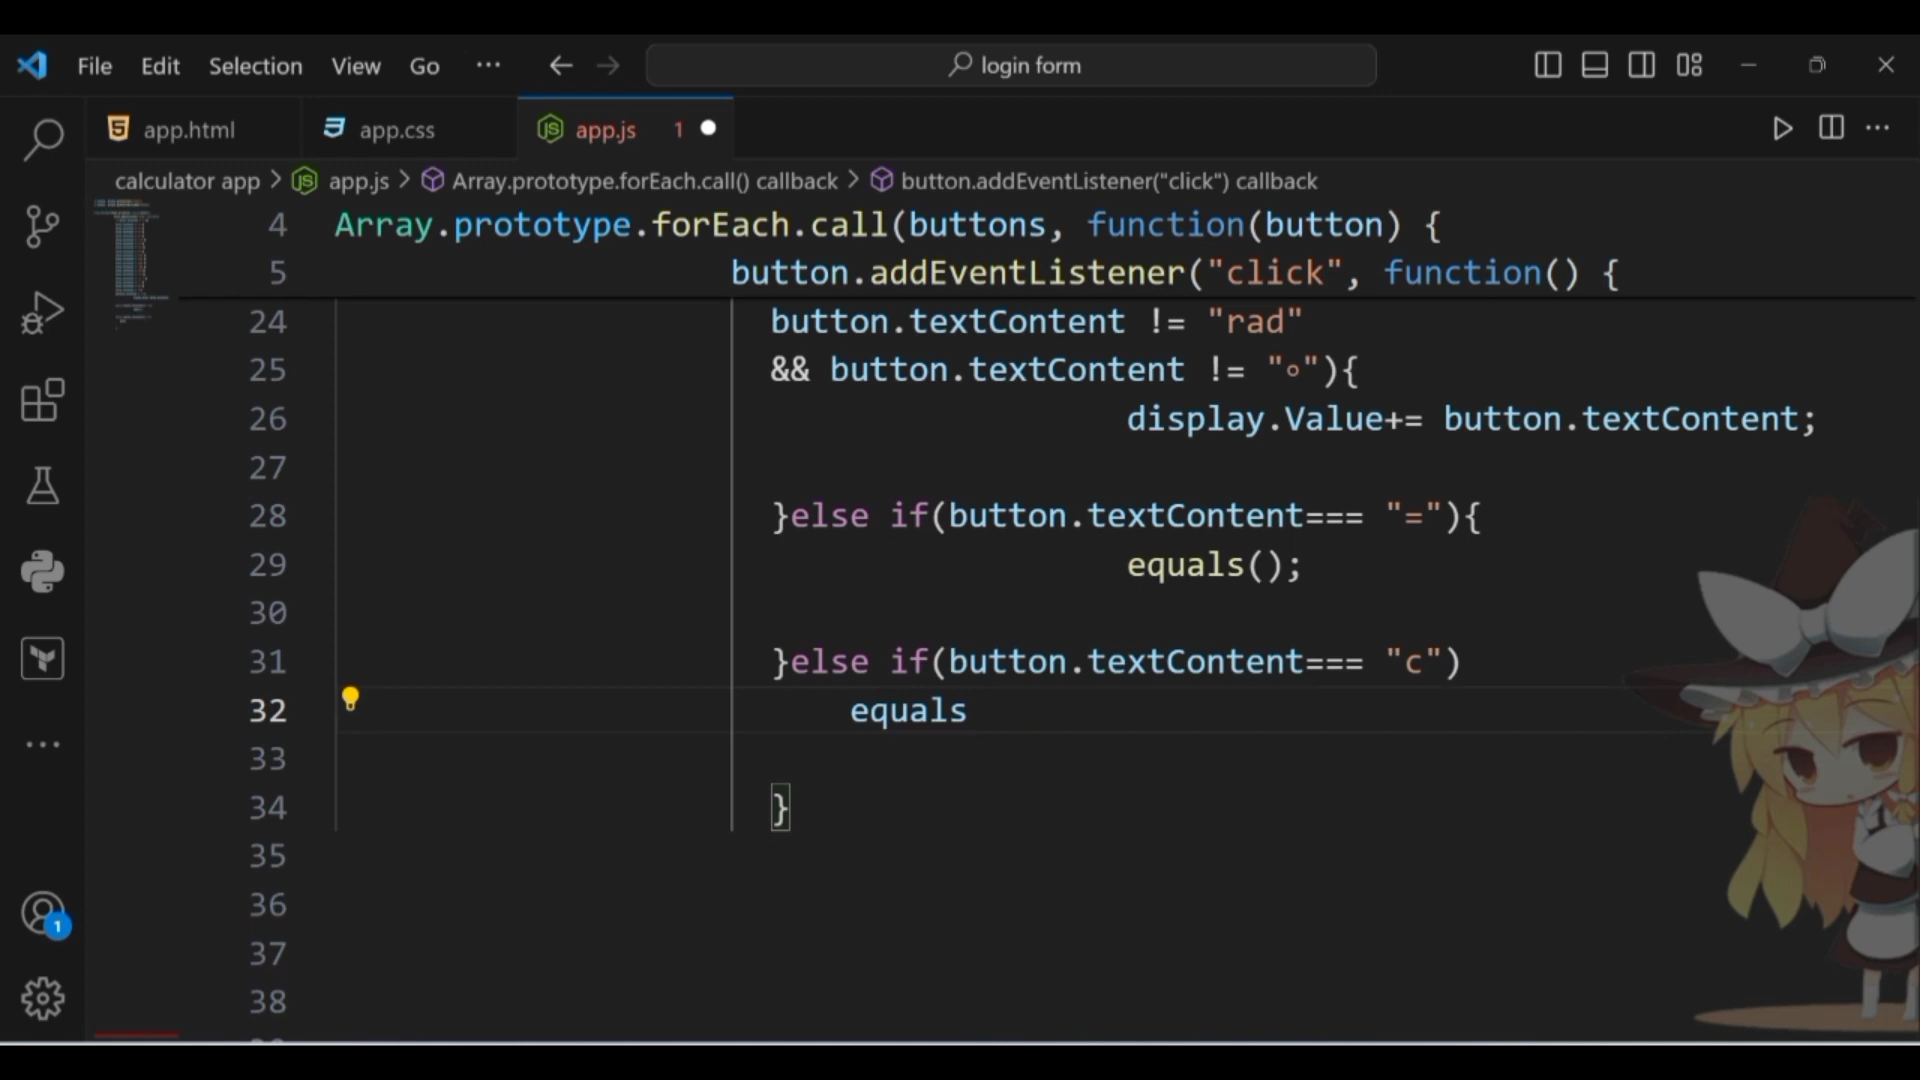 File Edit Selection View Go ··· login form
app.html app.css app.js 1
calculator app > app.js > Array.prototype.forEach.call() callback > button.addEventListener("click") callback
4 Array.prototype.forEach.call(buttons, function(button) {
5 button.addEventListener("click", function() {
24 button.textContent != "rad"
25 && button.textContent != "∘"){
26 display.Value+= button.textContent;
27
28 }else if(button.textContent=== "="){
29 equals();
30
31 }else if(button.textContent=== "c")
32 equals
33
34 }
35
36
37
38
1